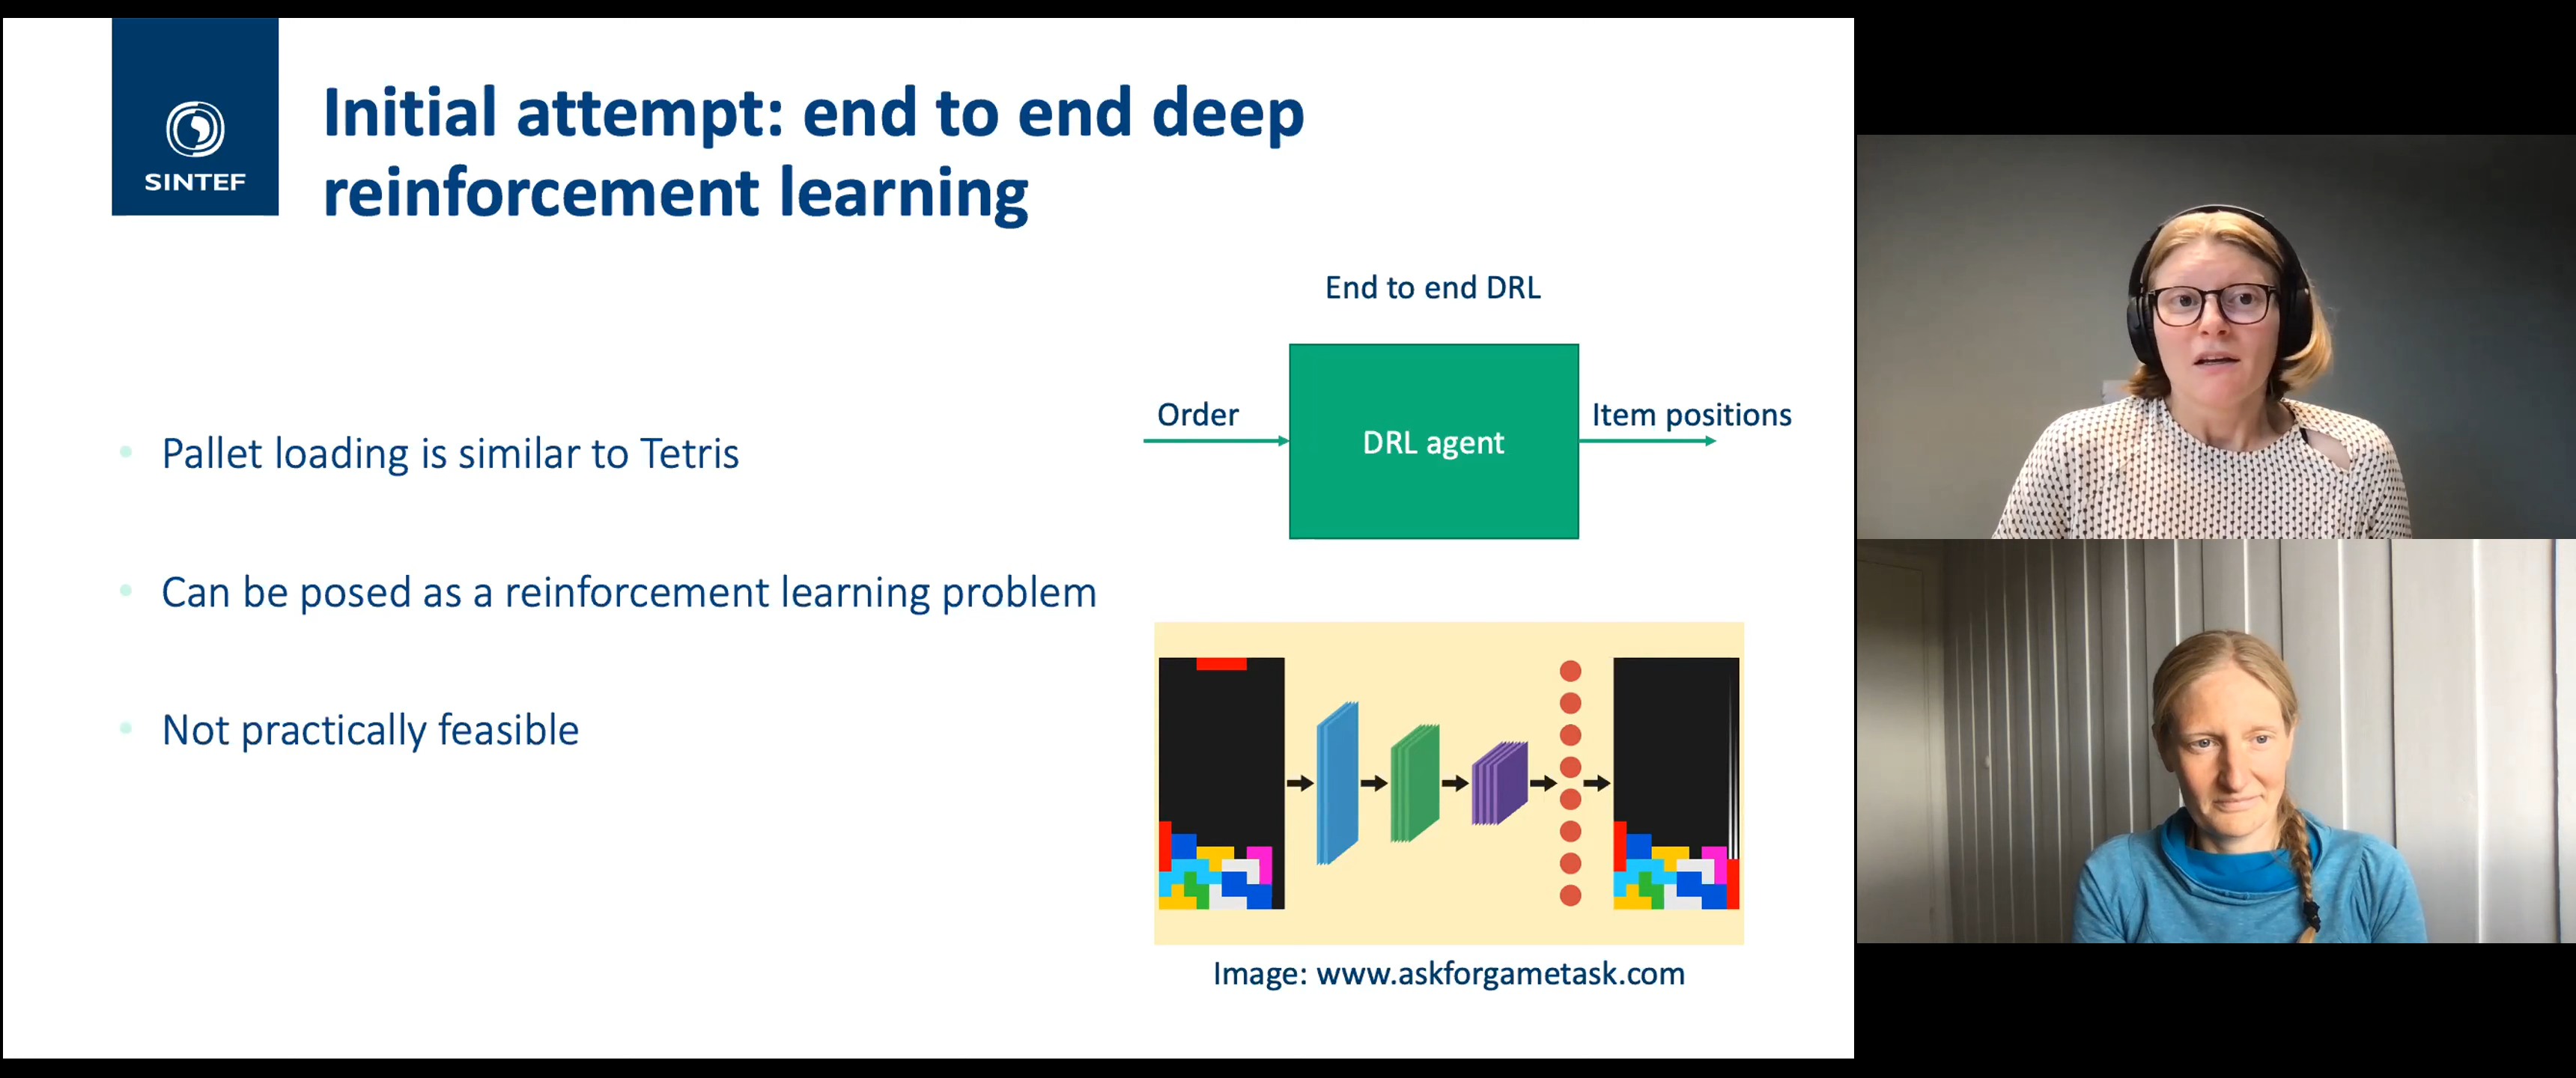 SINTEF
Initial attempt: end to end deep
reinforcement learning
Pallet loading is similar to Tetris
Can be posed as a reinforcement learning problem
Not practically feasible
End to end DRL
Order
DRL agent
Item positions
Image: www.askforgametask.com